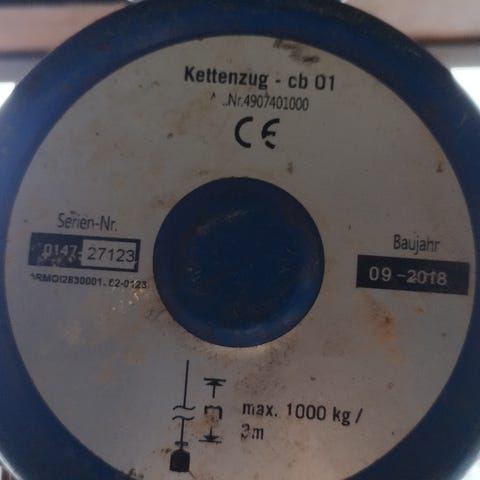 Kettenzug - cb 01
.Nr.4907401000
CE
Serien-Nr.
0147-27123
Baujahr
09-2018
m
max. 1000 kg /
3m